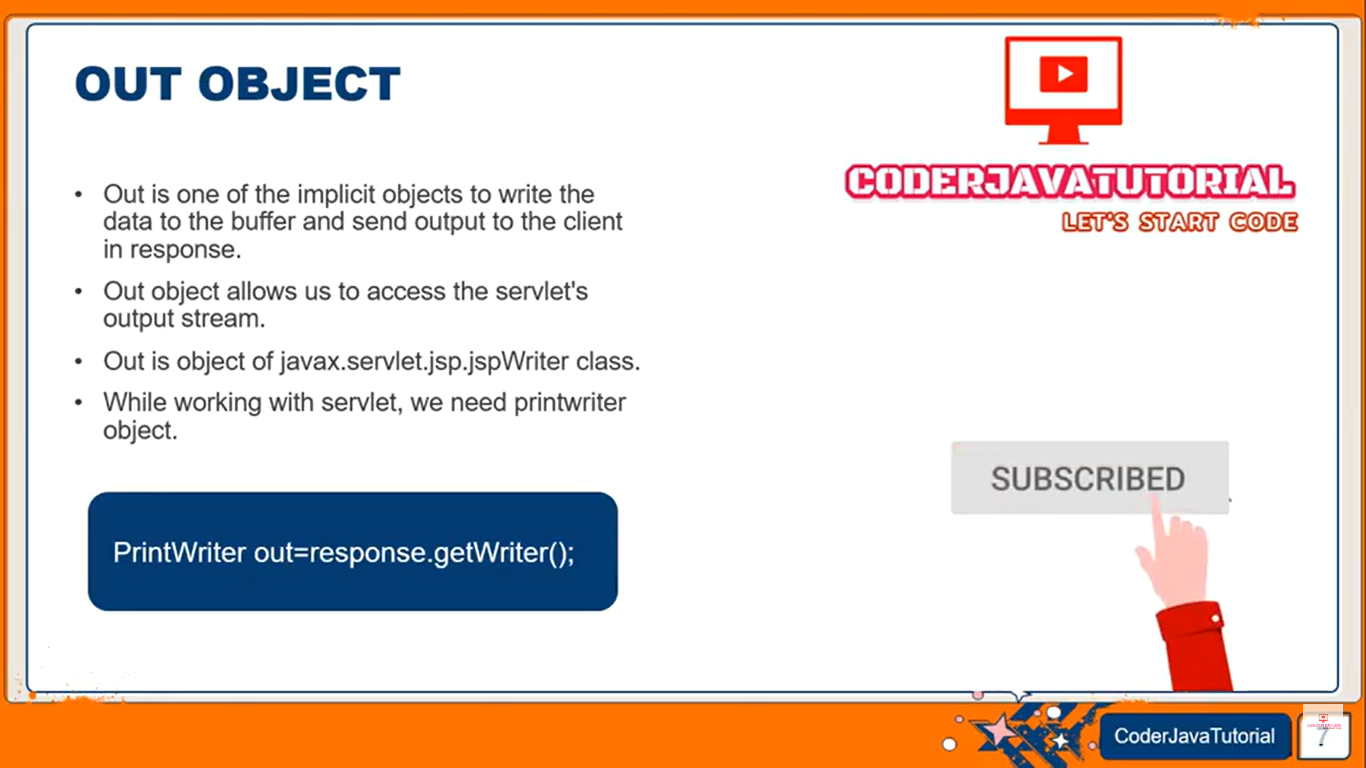 OUT OBJECT
CODERJAVATUTORIAL
LET'S START CODE
• Out is one of the implicit objects to write the
data to the buffer and send output to the client
in response.
• Out object allows us to access the servlet's
output stream.
• Out is object of javax.servlet.jsp.jspWriter class.
• While working with servlet, we need printwriter
object.
PrintWriter out=response.getWriter();
SUBSCRIBED
CoderJavaTutorial
7